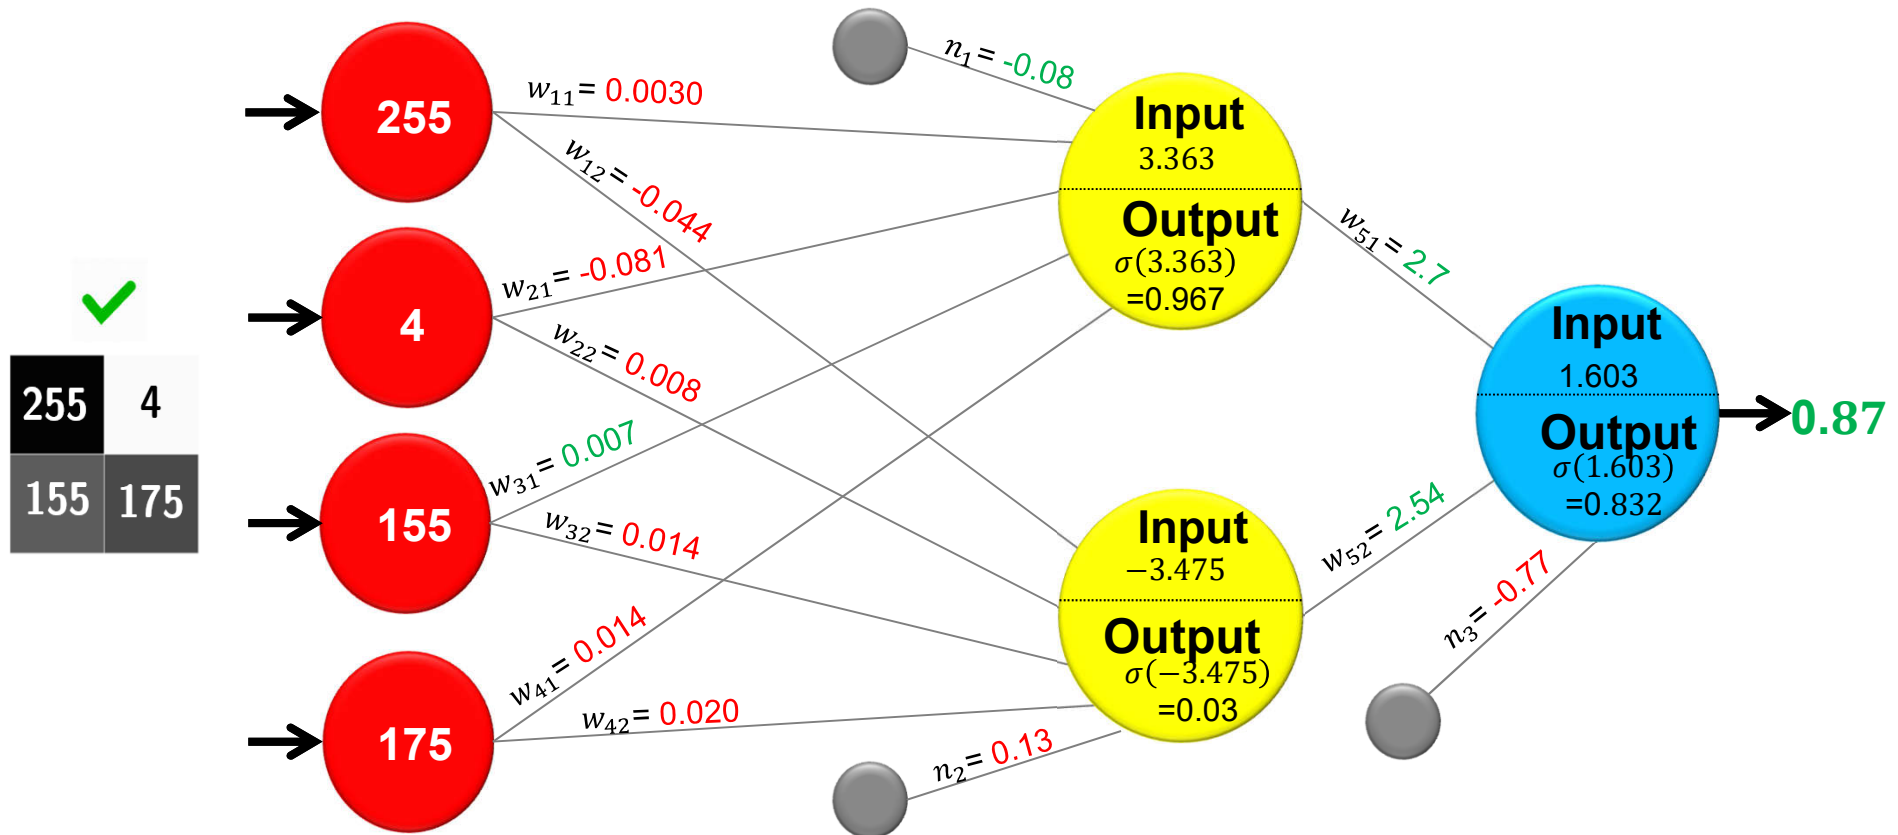 255 4
155 175
255
4
155
175
w₁₁= 0.0030
w₁₂= -0.044
w₂₁= -0.081
w₂₂= 0.008
w₃₁= 0.007
w₃₂= 0.014
w₄₁= 0.014
w₄₂= 0.020
n₁= -0.08
n₂= 0.13
Input
3.363
Output
σ(3.363)
=0.967
Input
−3.475
Output
σ(−3.475)
=0.03
w₅₁= 2.7
w₅₂= 2.54
n₃= -0.77
Input
1.603
Output
σ(1.603)
=0.832
0.87